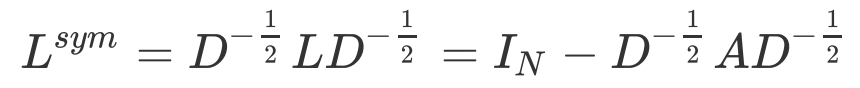 $L^{sym} = D^{-\frac{1}{2}} L D^{-\frac{1}{2}} = I_N - D^{-\frac{1}{2}} A D^{-\frac{1}{2}}$